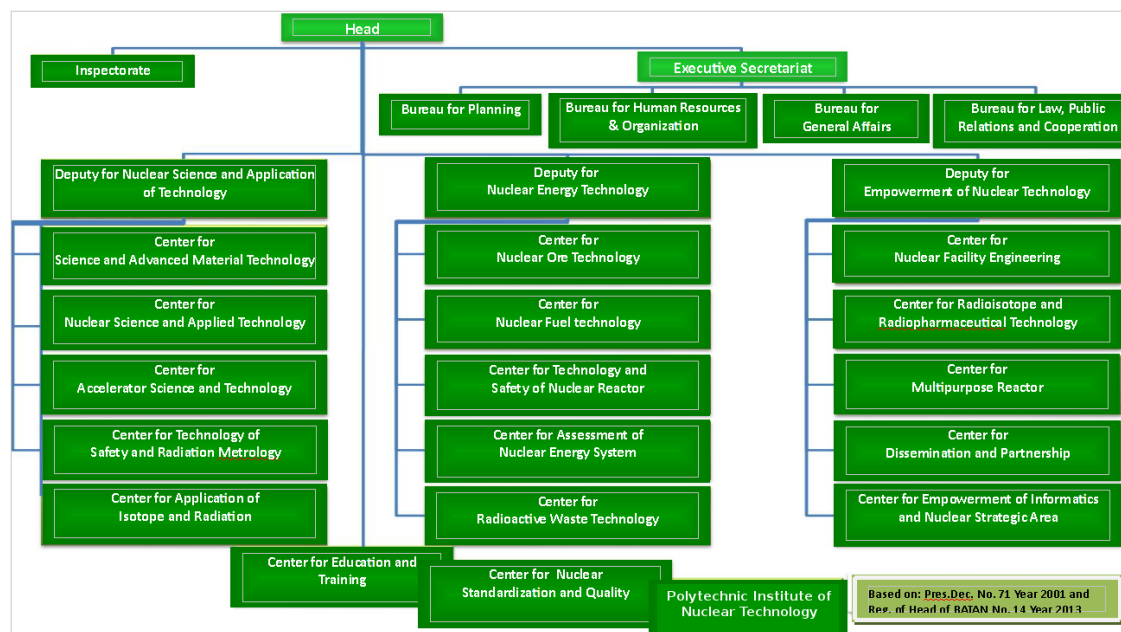 Head
Inspectorate
Executive Secretariat
Bureau for Planning
Bureau for Human Resources
& Organization
Bureau for
General Affairs
Bureau for Law, Public
Relations and Cooperation
Deputy for Nuclear Science and Application
of Technology
Deputy for
Nuclear Energy Technology
Deputy for
Empowerment of Nuclear Technology
Center for
Science and Advanced Material Technology
Center for
Nuclear Science and Applied Technology
Center for
Accelerator Science and Technology
Center for Technology of
Safety and Radiation Metrology
Center for Application of
Isotope and Radiation
Center for
Nuclear Ore Technology
Center for
Nuclear Fuel technology
Center for Technology and
Safety of Nuclear Reactor
Center for Assessment of
Nuclear Energy System
Center for
Radioactive Waste Technology
Center for
Nuclear Facility Engineering
Center for Radioisotope and
Radiopharmaceutical Technology
Center for
Multipurpose Reactor
Center for
Dissemination and Partnership
Center for Empowerment of Informatics
and Nuclear Strategic Area
Center for Education and
Training
Center for Nuclear
Standardization and Quality
Polytechnic Institute of
Nuclear Technology
Based on: Pres.Dec. No. 71 Year 2001 and
Reg. of Head of BATAN No. 14 Year 2013